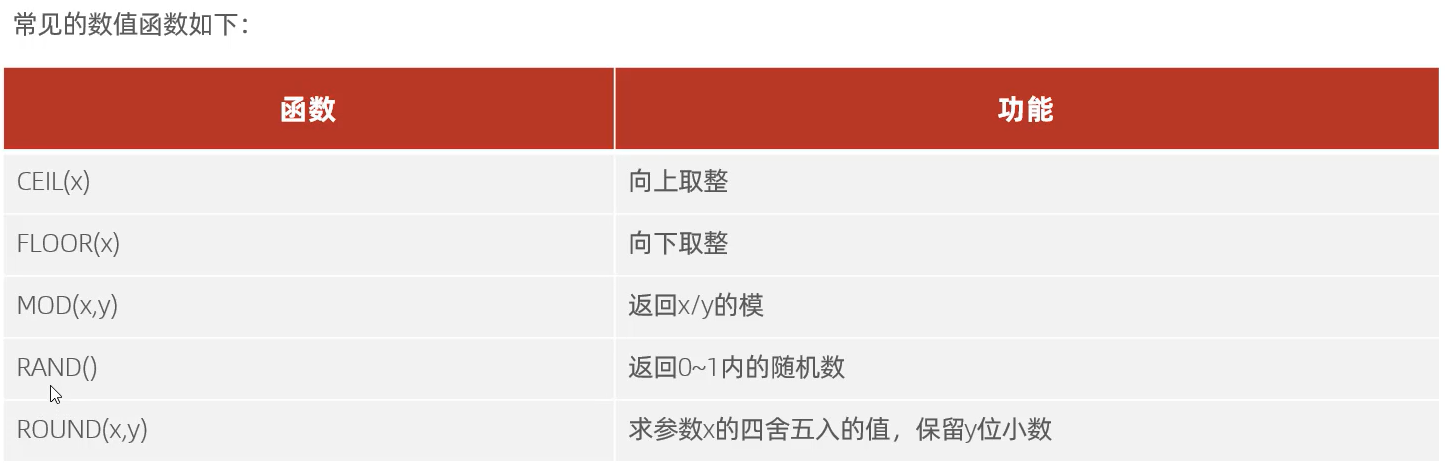 常见的数值函数如下：
函数 功能
CEIL(x) 向上取整
FLOOR(x) 向下取整
MOD(x,y) 返回x/y的模
RAND() 返回0~1内的随机数
ROUND(x,y) 求参数x的四舍五入的值，保留y位小数